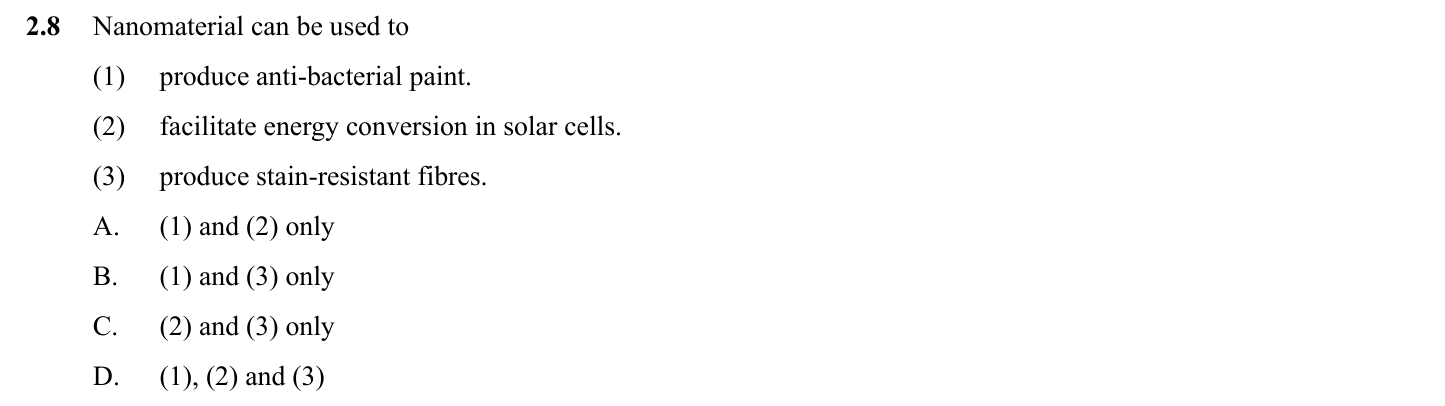 2.8 Nanomaterial can be used to
(1) produce anti-bacterial paint.
(2) facilitate energy conversion in solar cells.
(3) produce stain-resistant fibres.
A. (1) and (2) only
B. (1) and (3) only
C. (2) and (3) only
D. (1), (2) and (3)